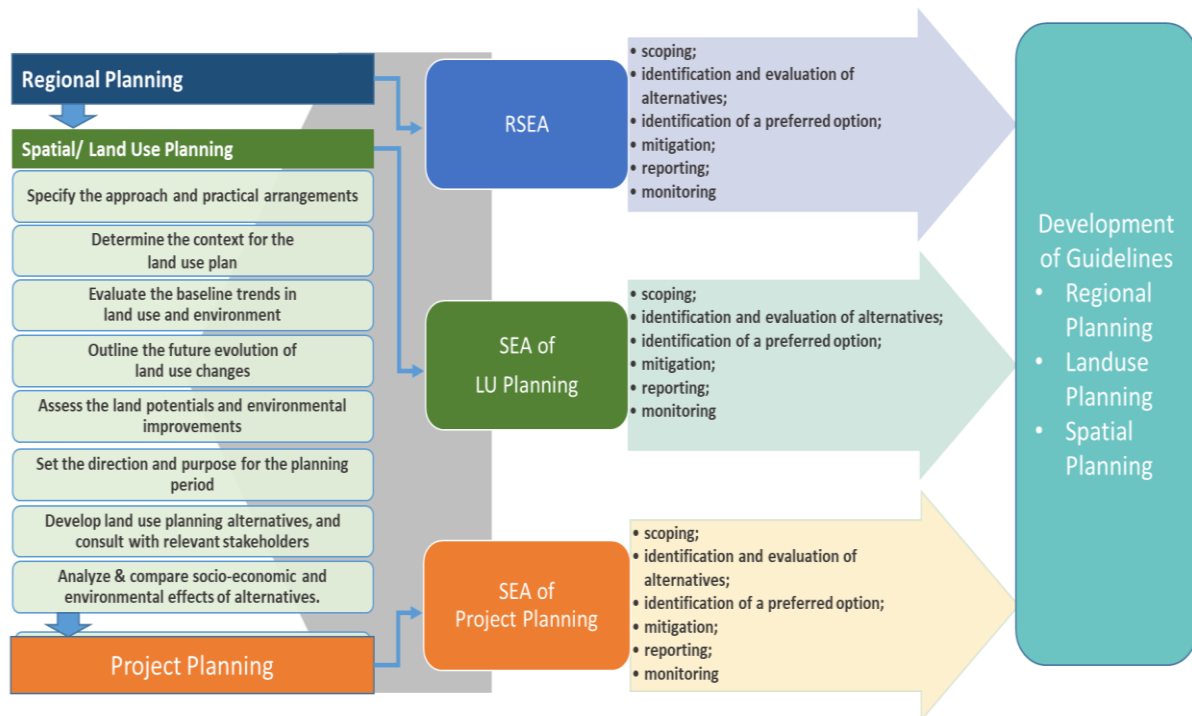 Regional Planning
Spatial/ Land Use Planning
Specify the approach and practical arrangements
Determine the context for the
land use plan
Evaluate the baseline trends in
land use and environment
Outline the future evolution of
land use changes
Assess the land potentials and environmental
improvements
Set the direction and purpose for the planning
period
Develop land use planning alternatives, and
consult with relevant stakeholders
Analyze & compare socio-economic and
environmental effects of alternatives.
Project Planning
RSEA
• scoping;
• identification and evaluation of
alternatives;
• identification of a preferred option;
• mitigation;
• reporting;
• monitoring
SEA of
LU Planning
• scoping;
• identification and evaluation of alternatives;
• identification of a preferred option;
• mitigation;
• reporting;
• monitoring
SEA of
Project Planning
• scoping;
• identification and evaluation of
alternatives;
• identification of a preferred option;
• mitigation;
• reporting;
• monitoring
Development
of Guidelines
• Regional
Planning
• Landuse
Planning
• Spatial
Planning